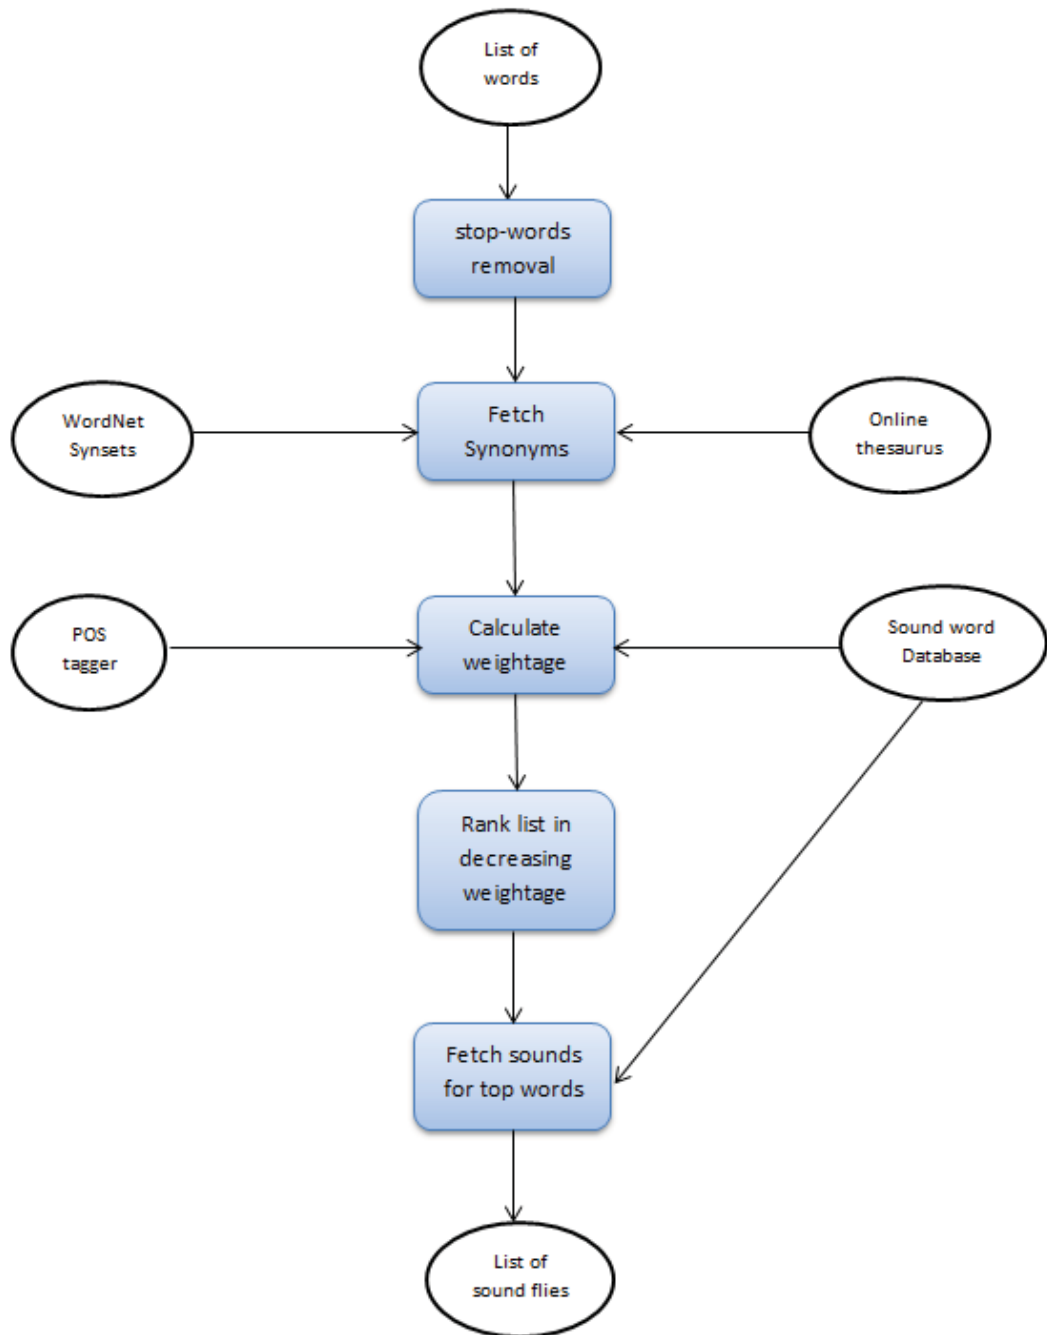 List of
words
stop-words
removal
WordNet
Synsets
Fetch
Synonyms
Online
thesaurus
POS
tagger
Calculate
weightage
Sound word
Database
Rank list in
decreasing
weightage
Fetch sounds
for top words
List of
sound flies